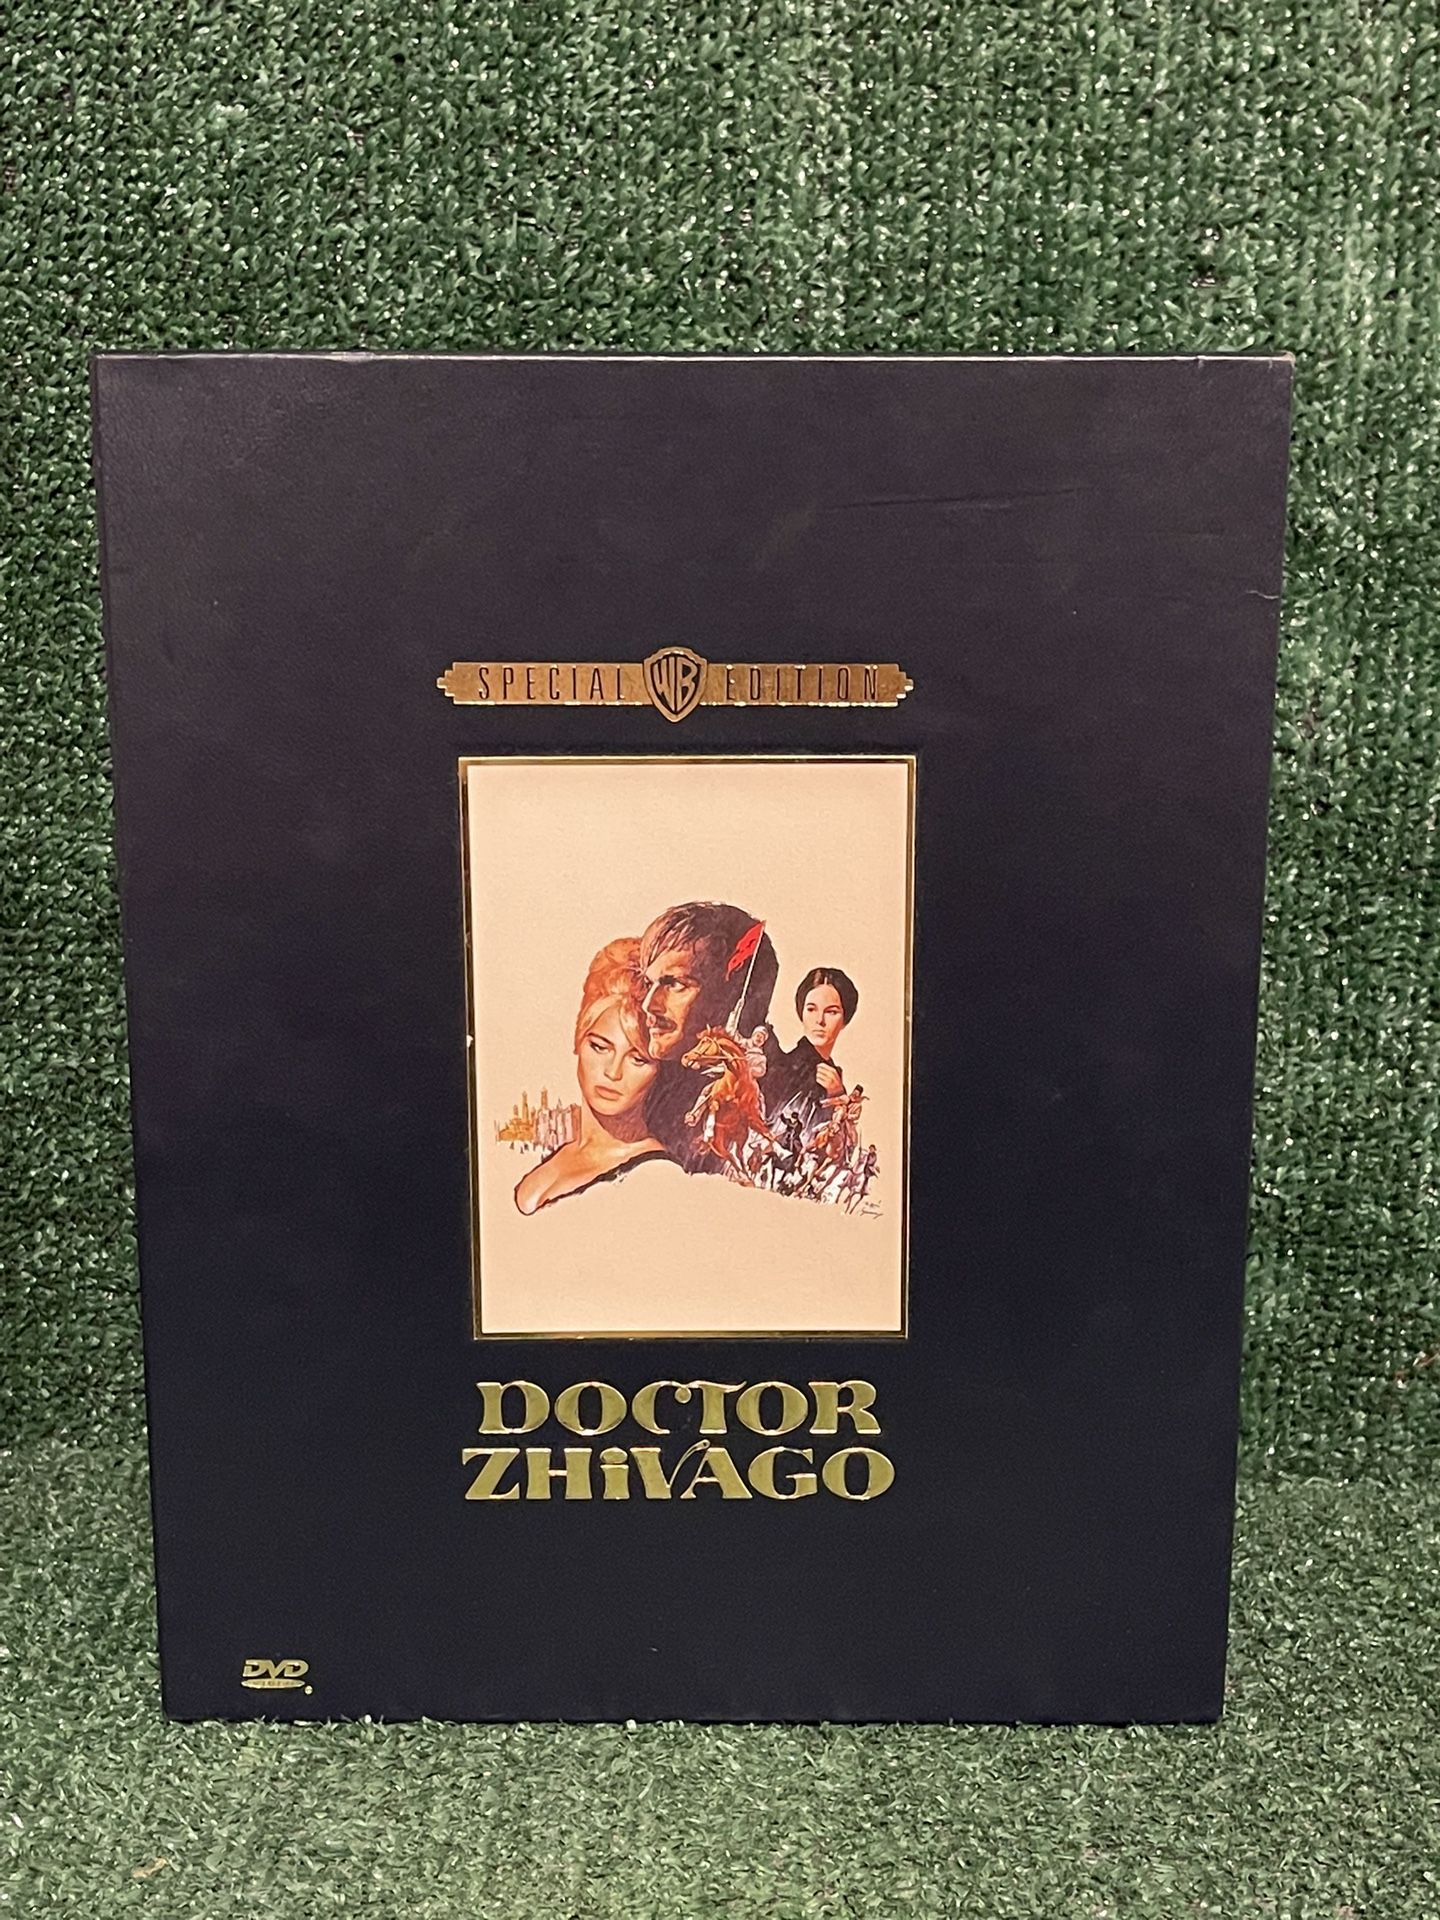 SPECIAL WB EDITION
DOCTOR
ZHiVAGO
DVD